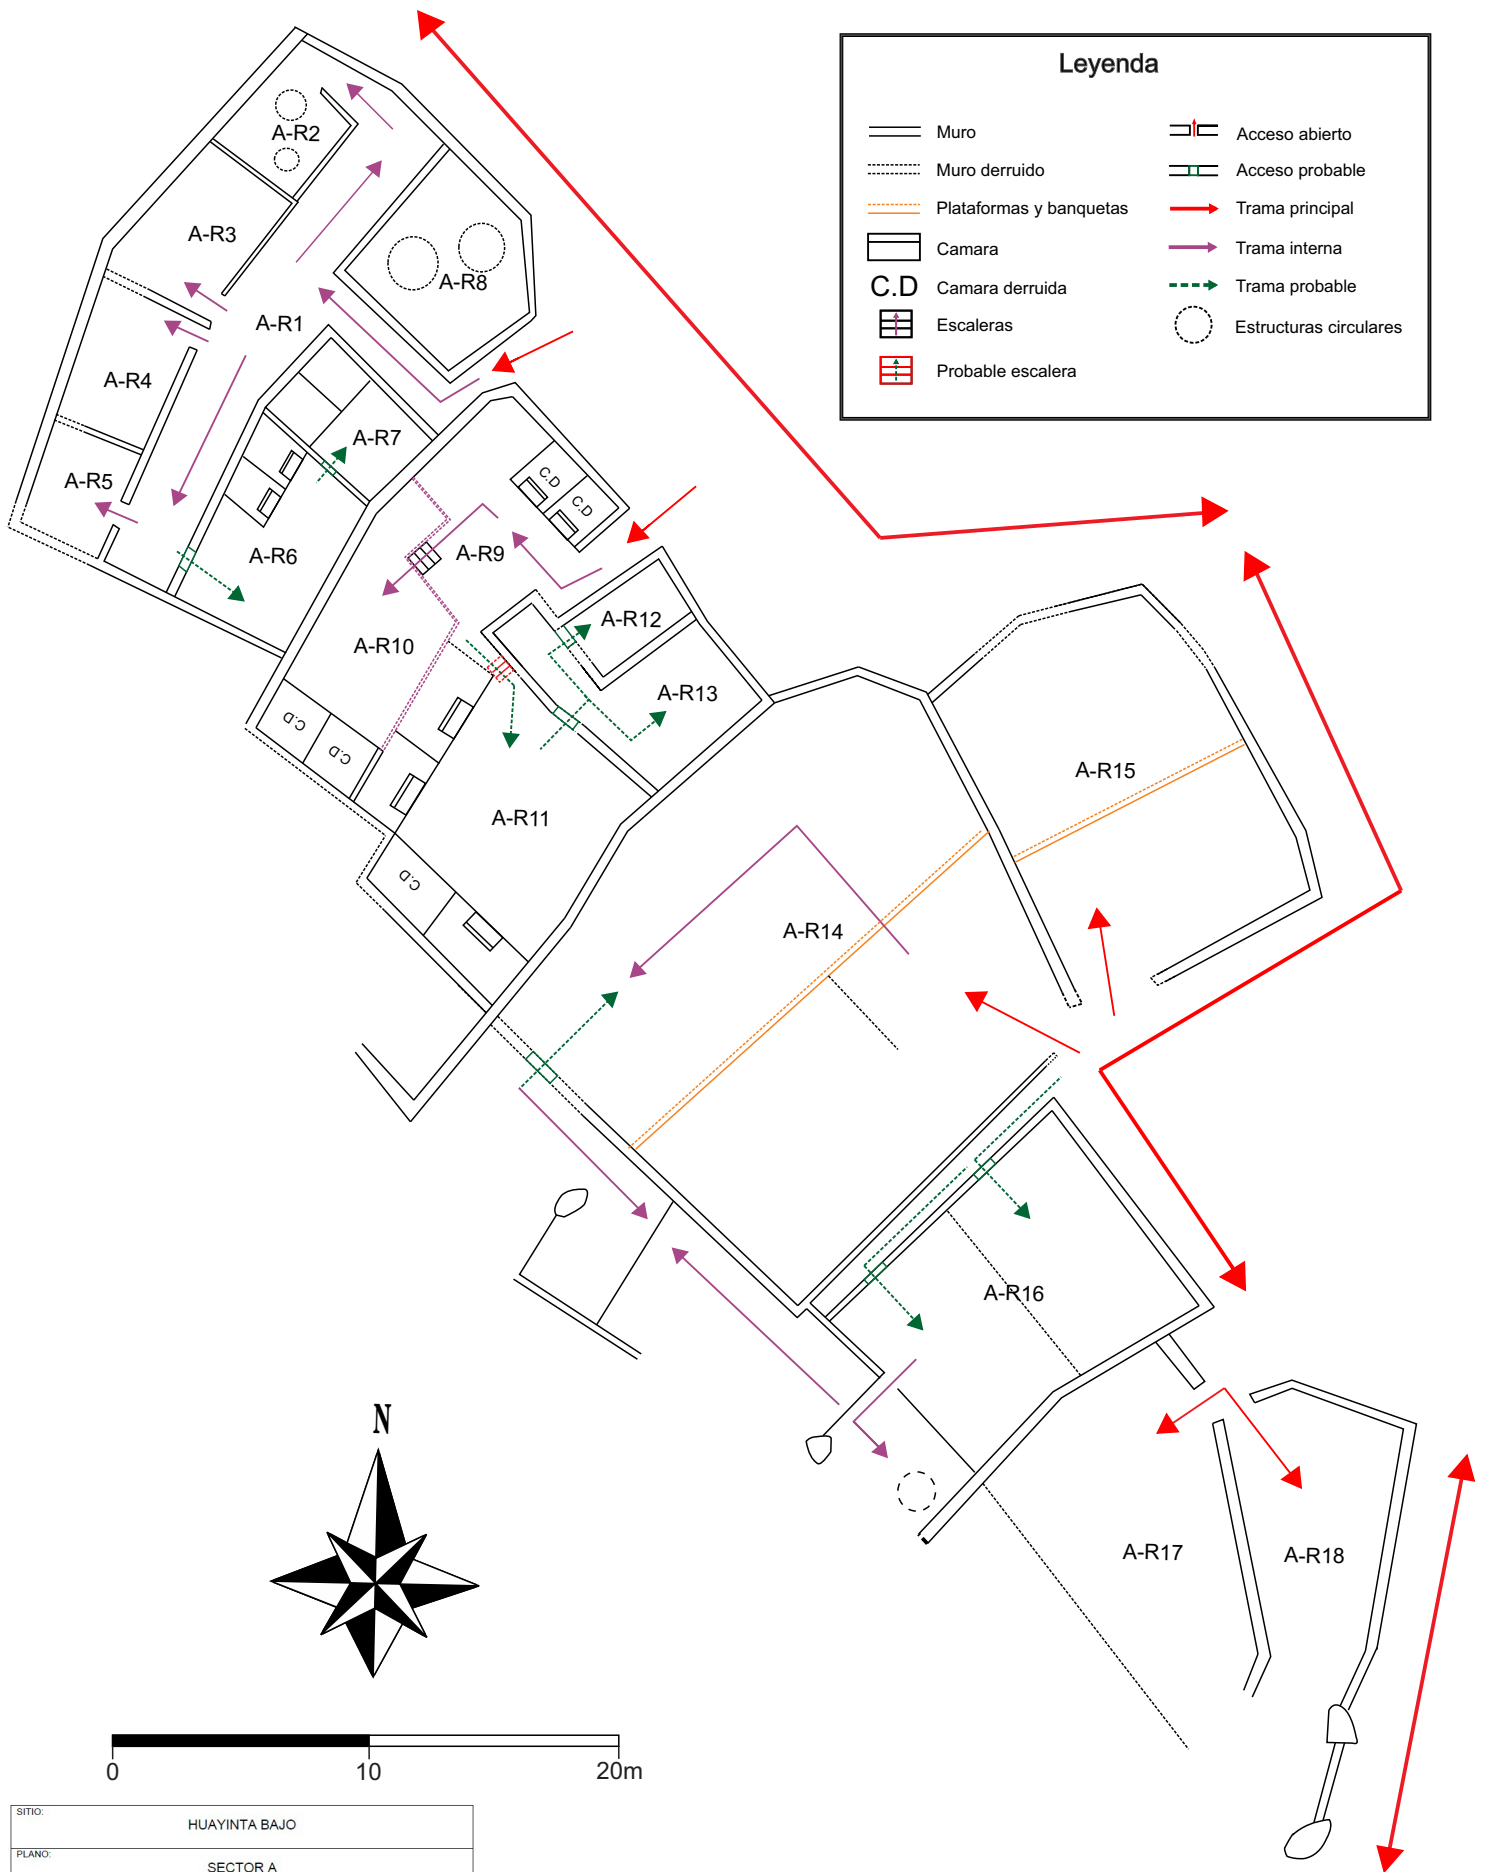 Leyenda
Muro
Acceso abierto
Muro derruido
Acceso probable
Plataformas y banquetas
Trama principal
Camara
Trama interna
C.D
Camara derruida
Trama probable
Escaleras
Estructuras circulares
Probable escalera
A-R2
A-R3
A-R8
A-R1
A-R4
A-R7
A-R5
C.D
C.D
A-R6
A-R9
A-R12
A-R10
A-R13
C.D
C.D
A-R15
A-R11
C.D
A-R14
A-R16
N
A-R17
A-R18
0
10
20m
SITIO:
HUAYINTA BAJO
PLANO:
SECTOR A